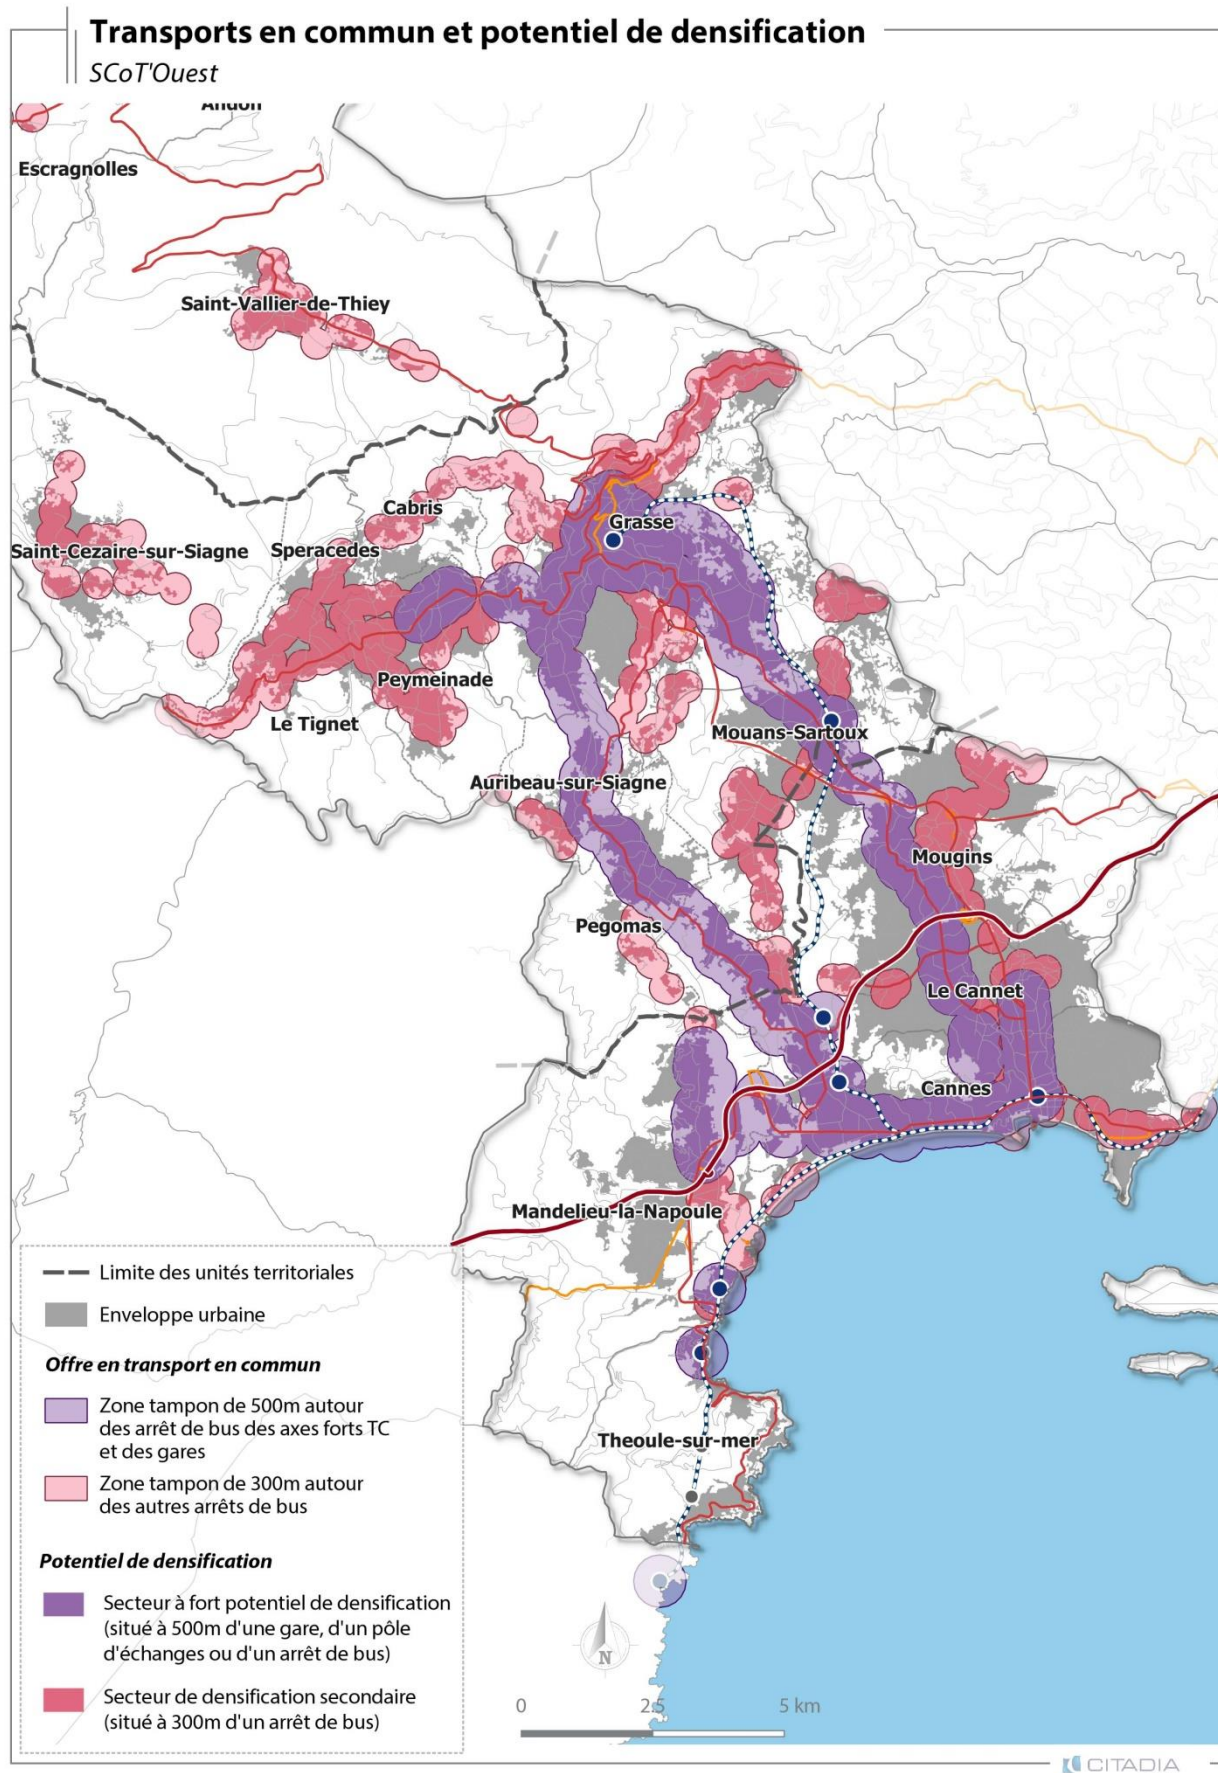 Transports en commun et potentiel de densification
SCoT'Ouest
Andon
Escragnolles
Saint-Vallier-de-Thiey
Cabris
Grasse
Saint-Cezaire-sur-Siagne
Speracedes
Peymeinade
Le Tignet
Mouans-Sartoux
Auribeau-sur-Siagne
Mougins
Pegomas
Le Cannet
Cannes
Mandelieu-la-Napoule
Theoule-sur-mer
Limite des unités territoriales
Enveloppe urbaine
Offre en transport en commun
Zone tampon de 500m autour
des arrêt de bus des axes forts TC
et des gares
Zone tampon de 300m autour
des autres arrêts de bus
Potentiel de densification
Secteur à fort potentiel de densification
(situé à 500m d'une gare, d'un pôle
d'échanges ou d'un arrêt de bus)
Secteur de densification secondaire
(situé à 300m d'un arrêt de bus)
N
0 2.5 5 km
CITADIA